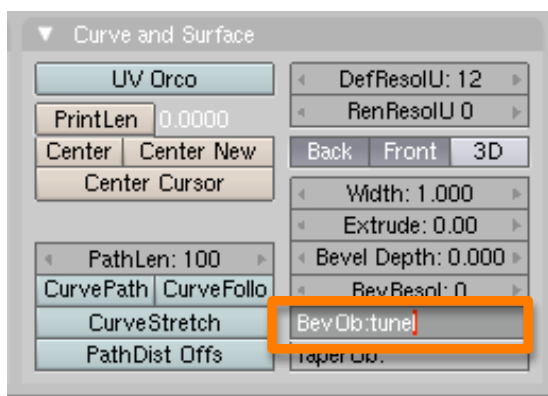 Curve and Surface
UV Orco
DefResolU: 12
PrintLen 0.0000
RenResolU 0
Center Center New
Back Front 3D
Center Cursor
Width: 1.000
Extrude: 0.00
PathLen: 100
Bevel Depth: 0.000
CurvePath CurveFollo
BevResol: 0
CurveStretch
BevOb:tune
PathDist Offs
TaperOb: